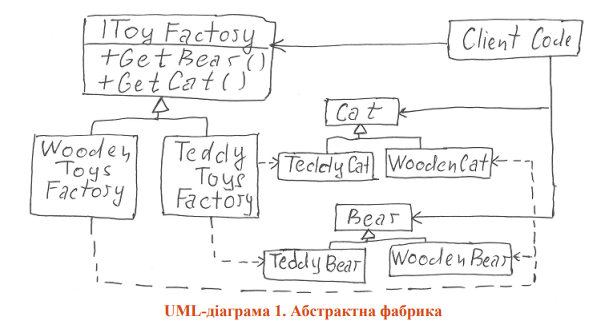 IToy Factory
+GetBear()
+GetCat()
Client Code
Cat
Wooden
Toys
Factory
Teddy
Toys
Factory
TeddyCat
WoodenCat
Bear
TeddyBear
WoodenBear
UML-діаграма 1. Абстрактна фабрика